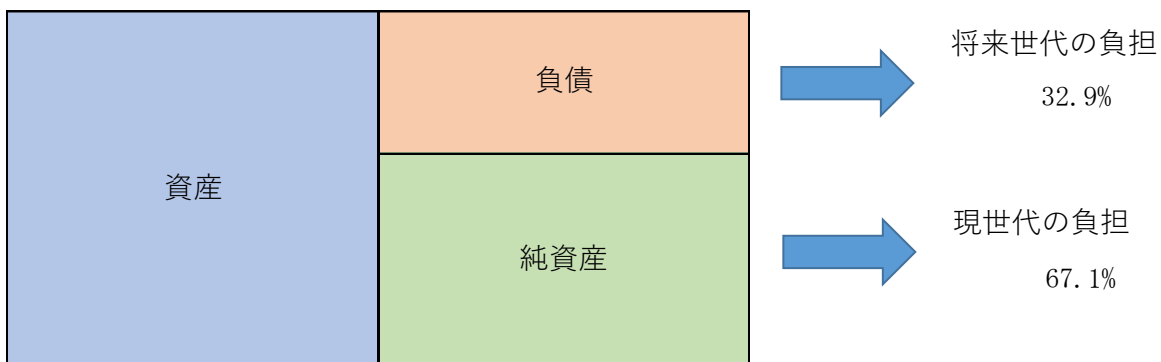 資産
負債
純資産
将来世代の負担
32.9%
現世代の負担
67.1%